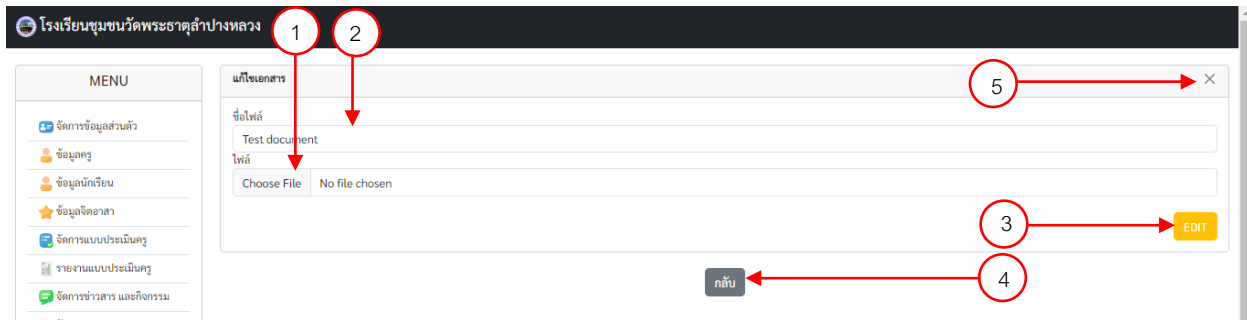 โรงเรียนชุมชนวัดพระธาตุลำปางหลวง
1
2
MENU
แก้ไขเอกสาร
5
จัดการข้อมูลส่วนตัว
ชื่อไฟล์
Test document
ข้อมูลครู
ไฟล์
ข้อมูลนักเรียน
Choose File No file chosen
ข้อมูลจิตอาสา
3
EDIT
จัดการแบบประเมินครู
รายงานแบบประเมินครู
กลับ
4
จัดการข่าวสาร และกิจกรรม